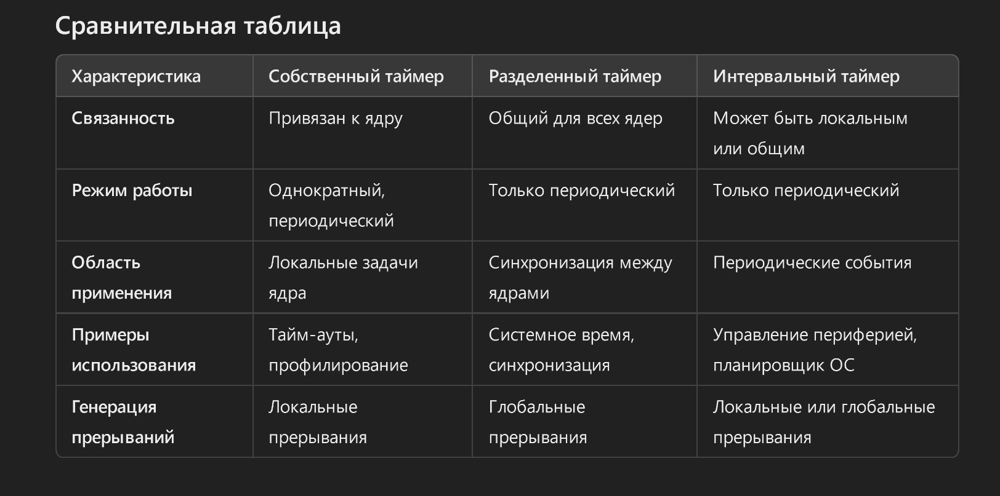 Сравнительная таблица
Характеристика Собственный таймер Разделенный таймер Интервальный таймер
Связанность Привязан к ядру Общий для всех ядер Может быть локальным
или общим
Режим работы Однократный, Только периодический Только периодический
периодический
Область Локальные задачи Синхронизация между Периодические события
применения ядра ядрами
Примеры Тайм-ауты, Системное время, Управление периферией,
использования профилирование синхронизация планировщик ОС
Генерация Локальные Глобальные Локальные или глобальные
прерываний прерывания прерывания прерывания